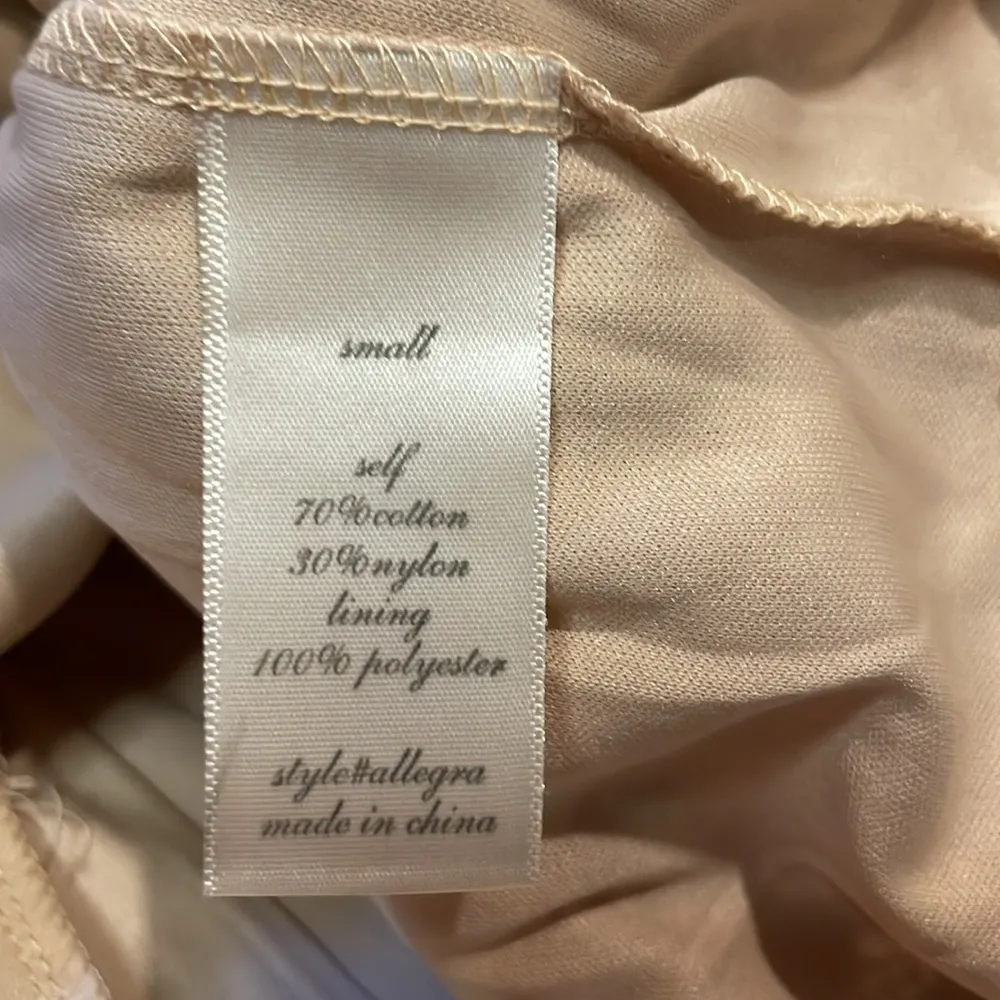 small
self
70%cotton
30%nylon
lining
100% polyester
style#allegra
made in china